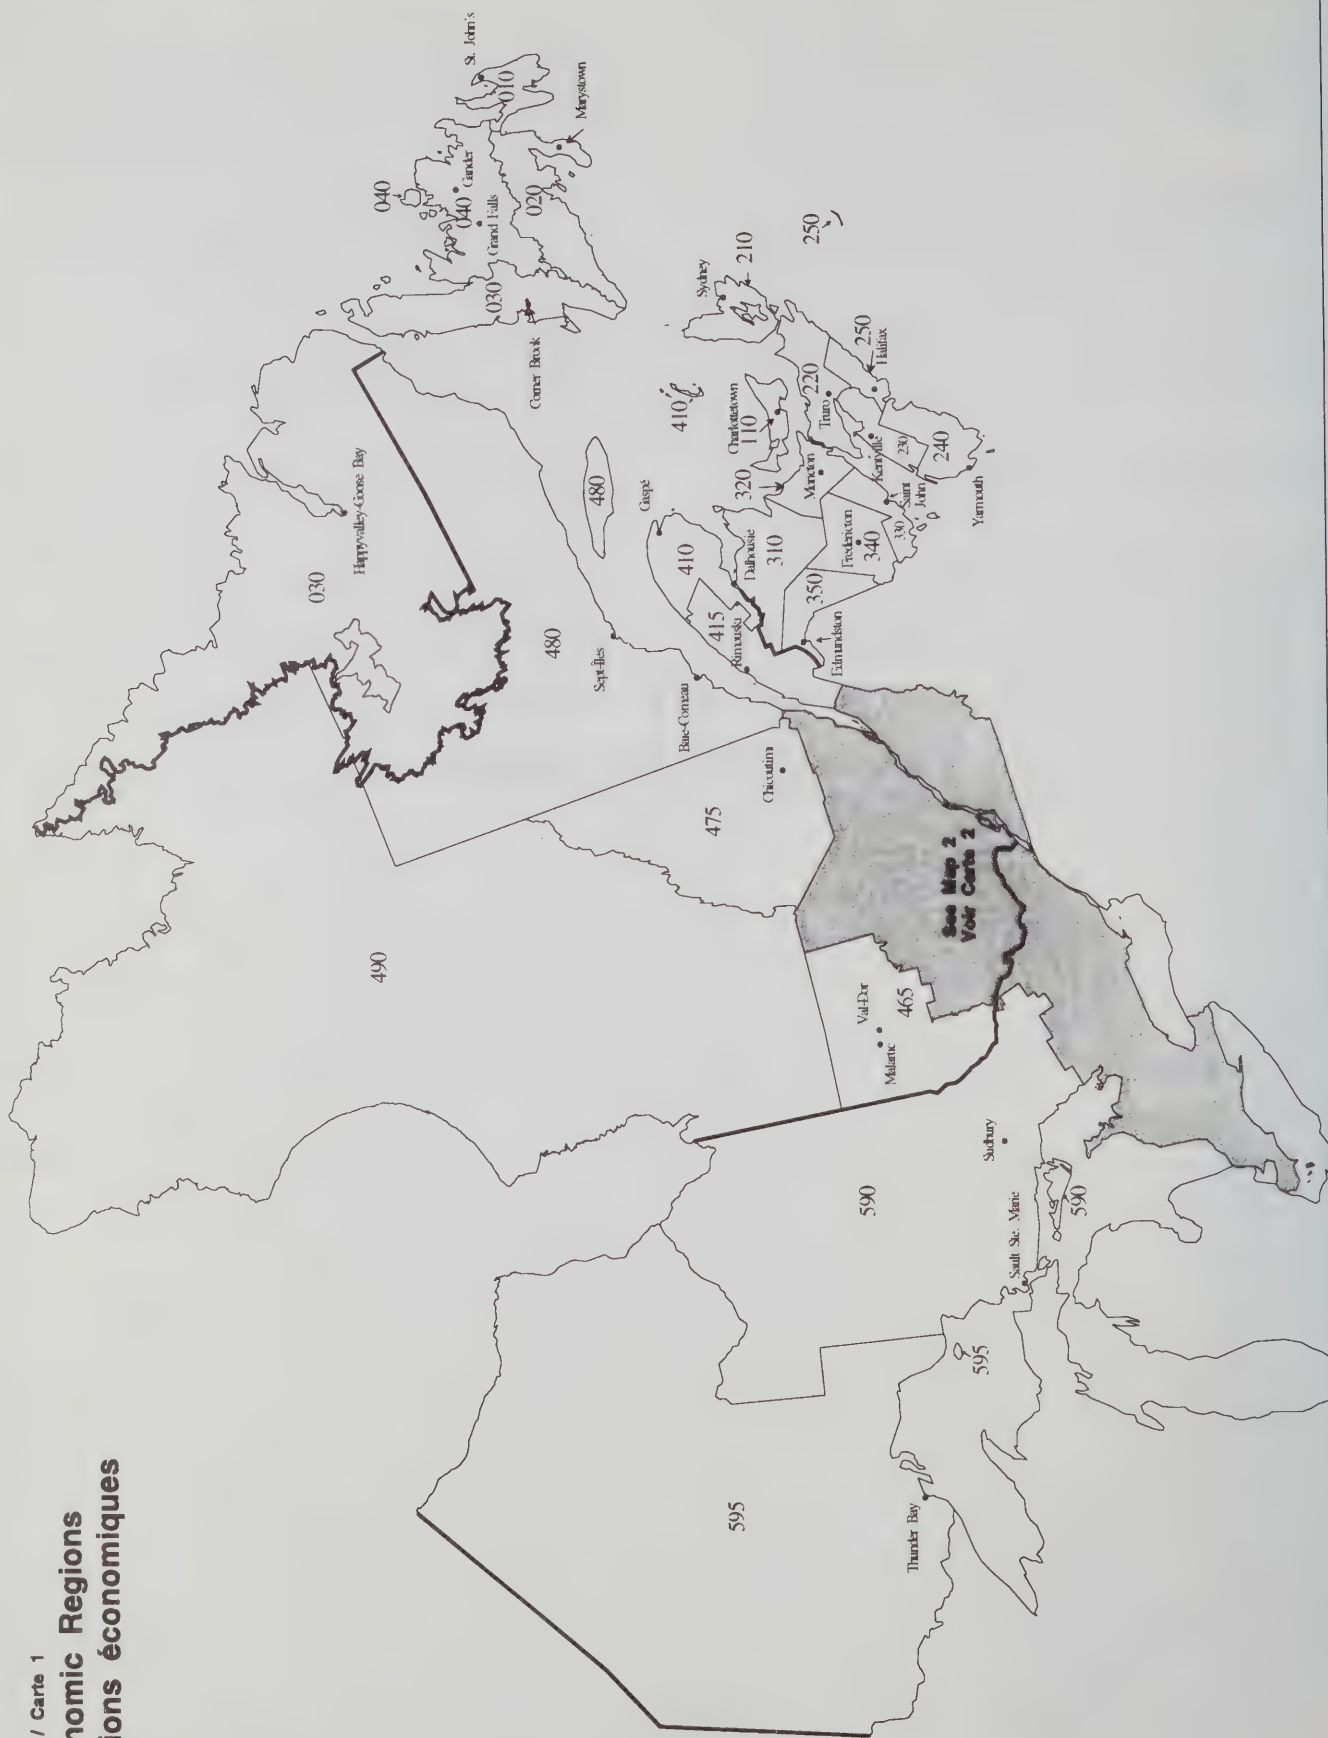 / Carte 1
nomic Regions
ions économiques
490
030
Happyvalley-Goose Bay
040
040
Gander
Grand Falls
030
Corner Brook
020
010
St. John's
Marystown
480
480
Sept-Îles
Baie-Comeau
475
Chicoutimi
Gaspé
410
410
415
Rimouski
Dalhousie
310
320
Charlottetown
110
Moncton
350
Edmundston
Fredericton
340
330
Saint
John
Sydney
210
250
220
Truro
250
Halifax
Kentville
230
240
Yarmouth
See Map 2
Voir Carte 2
Val-d'Or
465
Malartic
590
Sudbury
Sault Ste. Marie
590
595
595
Thunder Bay